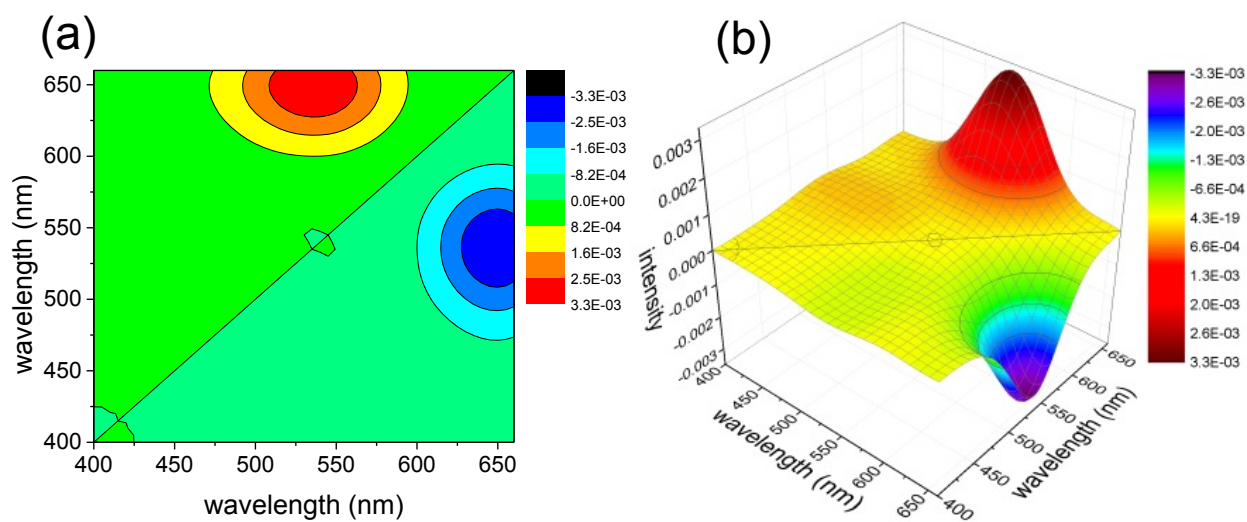 (a)
650
600
550
500
450
400
wavelength (nm)
400 450 500 550 600 650
wavelength (nm)
-3.3E-03
-2.5E-03
-1.6E-03
-8.2E-04
0.0E+00
8.2E-04
1.6E-03
2.5E-03
3.3E-03
(b)
0.003
0.002
0.001
0.000
-0.001
-0.002
-0.003
intensity
400
450
500
550
600
650
wavelength (nm)
400
450
500
550
600
650
wavelength (nm)
-3.3E-03
-2.6E-03
-2.0E-03
-1.3E-03
-6.6E-04
4.3E-19
6.6E-04
1.3E-03
2.0E-03
2.6E-03
3.3E-03